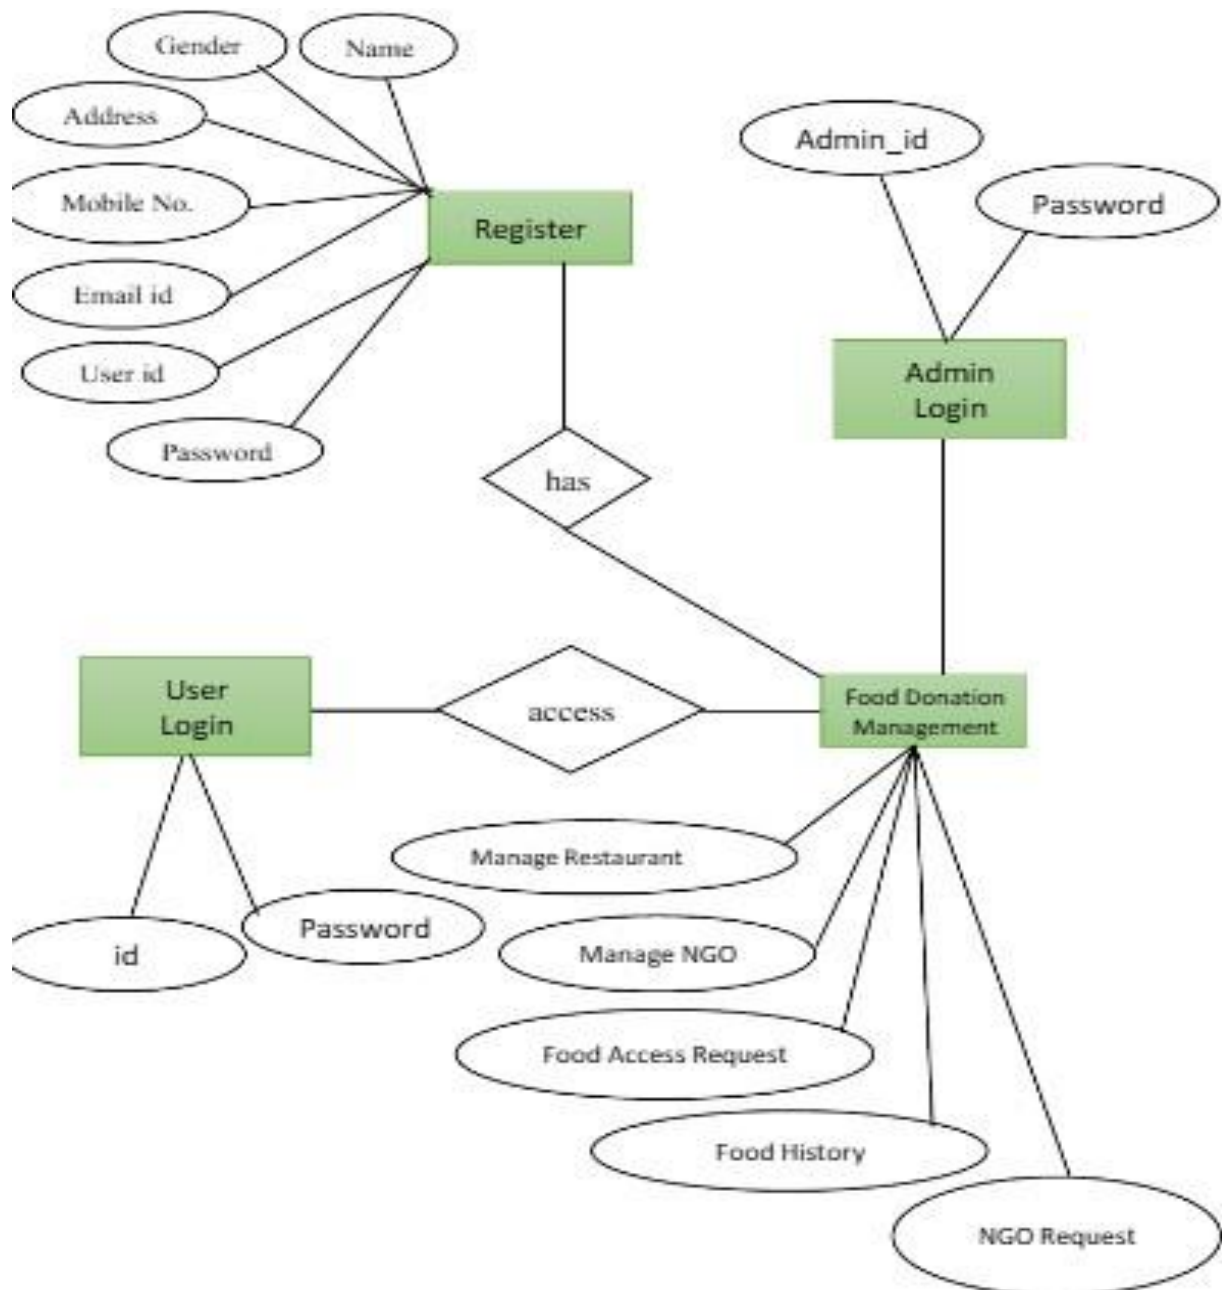 Gender
Name
Address
Mobile No.
Email id
User id
Password
Register
has
Admin_id
Password
Admin
Login
User
Login
access
Food Donation
Management
id
Password
Manage Restaurant
Manage NGO
Food Access Request
Food History
NGO Request